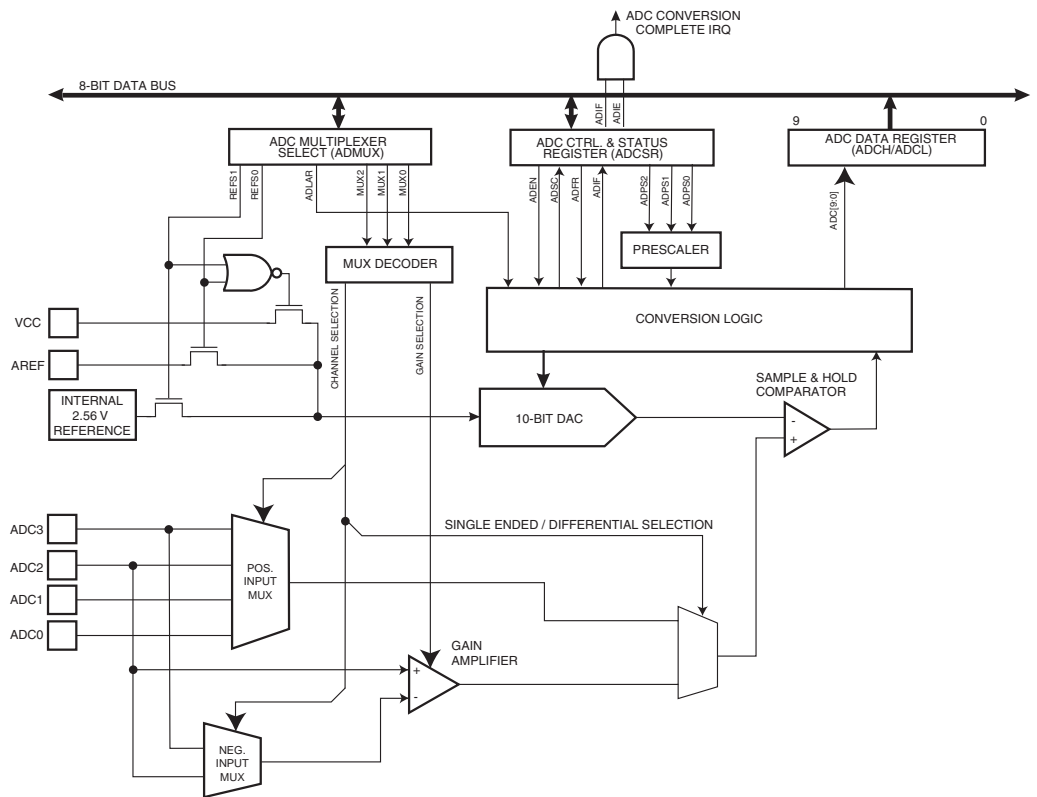 ADC CONVERSION
COMPLETE IRQ
8-BIT DATA BUS
ADIF
ADIE
9
0
ADC MULTIPLEXER
SELECT (ADMUX)
ADC CTRL. & STATUS
REGISTER (ADCSR)
ADC DATA REGISTER
(ADCH/ADCL)
REFS1
REFS0
ADLAR
MUX2
MUX1
MUX0
ADEN
ADSC
ADFR
ADIF
ADPS2
ADPS1
ADPS0
ADC[9:0]
MUX DECODER
PRESCALER
CHANNEL SELECTION
GAIN SELECTION
CONVERSION LOGIC
VCC
AREF
INTERNAL
2.56 V
REFERENCE
10-BIT DAC
SAMPLE & HOLD
COMPARATOR
-
+
SINGLE ENDED / DIFFERENTIAL SELECTION
ADC3
ADC2
ADC1
ADC0
POS.
INPUT
MUX
GAIN
AMPLIFIER
+
-
NEG.
INPUT
MUX